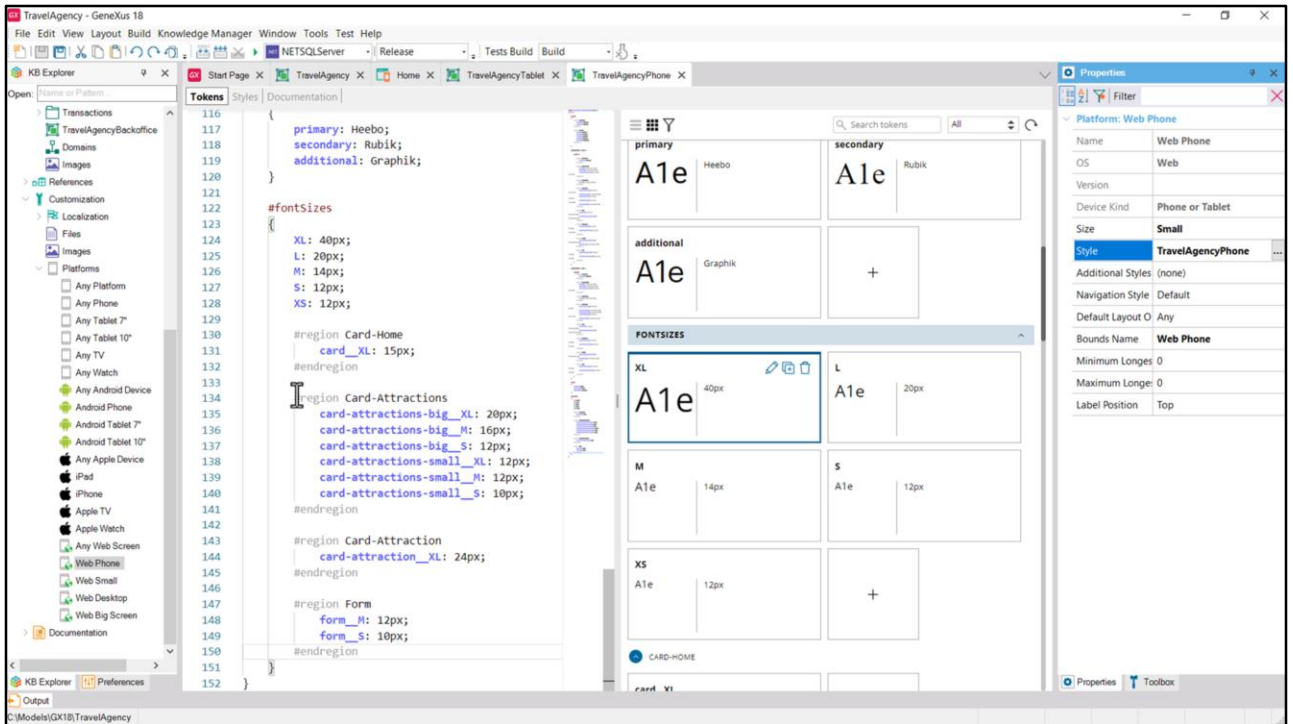 TravelAgency - GeneXus 18
File Edit View Layout Build Knowledge Manager Window Tools Test Help
NETSQLServer Release Tests Build Build
KB Explorer
Open: Name or Pattern...
Transactions
TravelAgencyBackoffice
Domains
Images
References
Customization
Localization
Files
Images
Platforms
Any Platform
Any Phone
Any Tablet 7"
Any Tablet 10"
Any TV
Any Watch
Any Android Device
Android Phone
Android Tablet 7"
Android Tablet 10"
Any Apple Device
iPad
iPhone
Apple TV
Apple Watch
Any Web Screen
Web Phone
Web Small
Web Desktop
Web Big Screen
Documentation
KB Explorer Preferences
Output
C:\Models\GX18\TravelAgency
Start Page TravelAgency Home TravelAgencyTablet TravelAgencyPhone
Tokens Styles Documentation
116 {
117 primary: Heebo;
118 secondary: Rubik;
119 additional: Graphik;
120 }
121
122 #fontSizes
123 {
124 XL: 40px;
125 L: 20px;
126 M: 14px;
127 S: 12px;
128 XS: 12px;
129
130 #region Card-Home
131 card__XL: 15px;
132 #endregion
133
134 region Card-Attractions
135 card-attractions-big__XL: 20px;
136 card-attractions-big__M: 16px;
137 card-attractions-big__S: 12px;
138 card-attractions-small__XL: 12px;
139 card-attractions-small__M: 12px;
140 card-attractions-small__S: 10px;
141 #endregion
142
143 #region Card-Attraction
144 card-attraction__XL: 24px;
145 #endregion
146
147 #region Form
148 form__M: 12px;
149 form__S: 10px;
150 #endregion
151 }
152 }
Search tokens All
primary
A1e Heebo
secondary
A1e Rubik
additional
A1e Graphik
+
FONTSIZES
XL
A1e 40px
L
A1e 20px
M
A1e 14px
S
A1e 12px
XS
A1e 12px
+
CARD-HOME
card__XL
Properties
Filter
Platform: Web Phone
Name Web Phone
OS Web
Version
Device Kind Phone or Tablet
Size Small
Style TravelAgencyPhone ...
Additional Styles (none)
Navigation Style Default
Default Layout O Any
Bounds Name Web Phone
Minimum Longes 0
Maximum Longe: 0
Label Position Top
Properties Toolbox